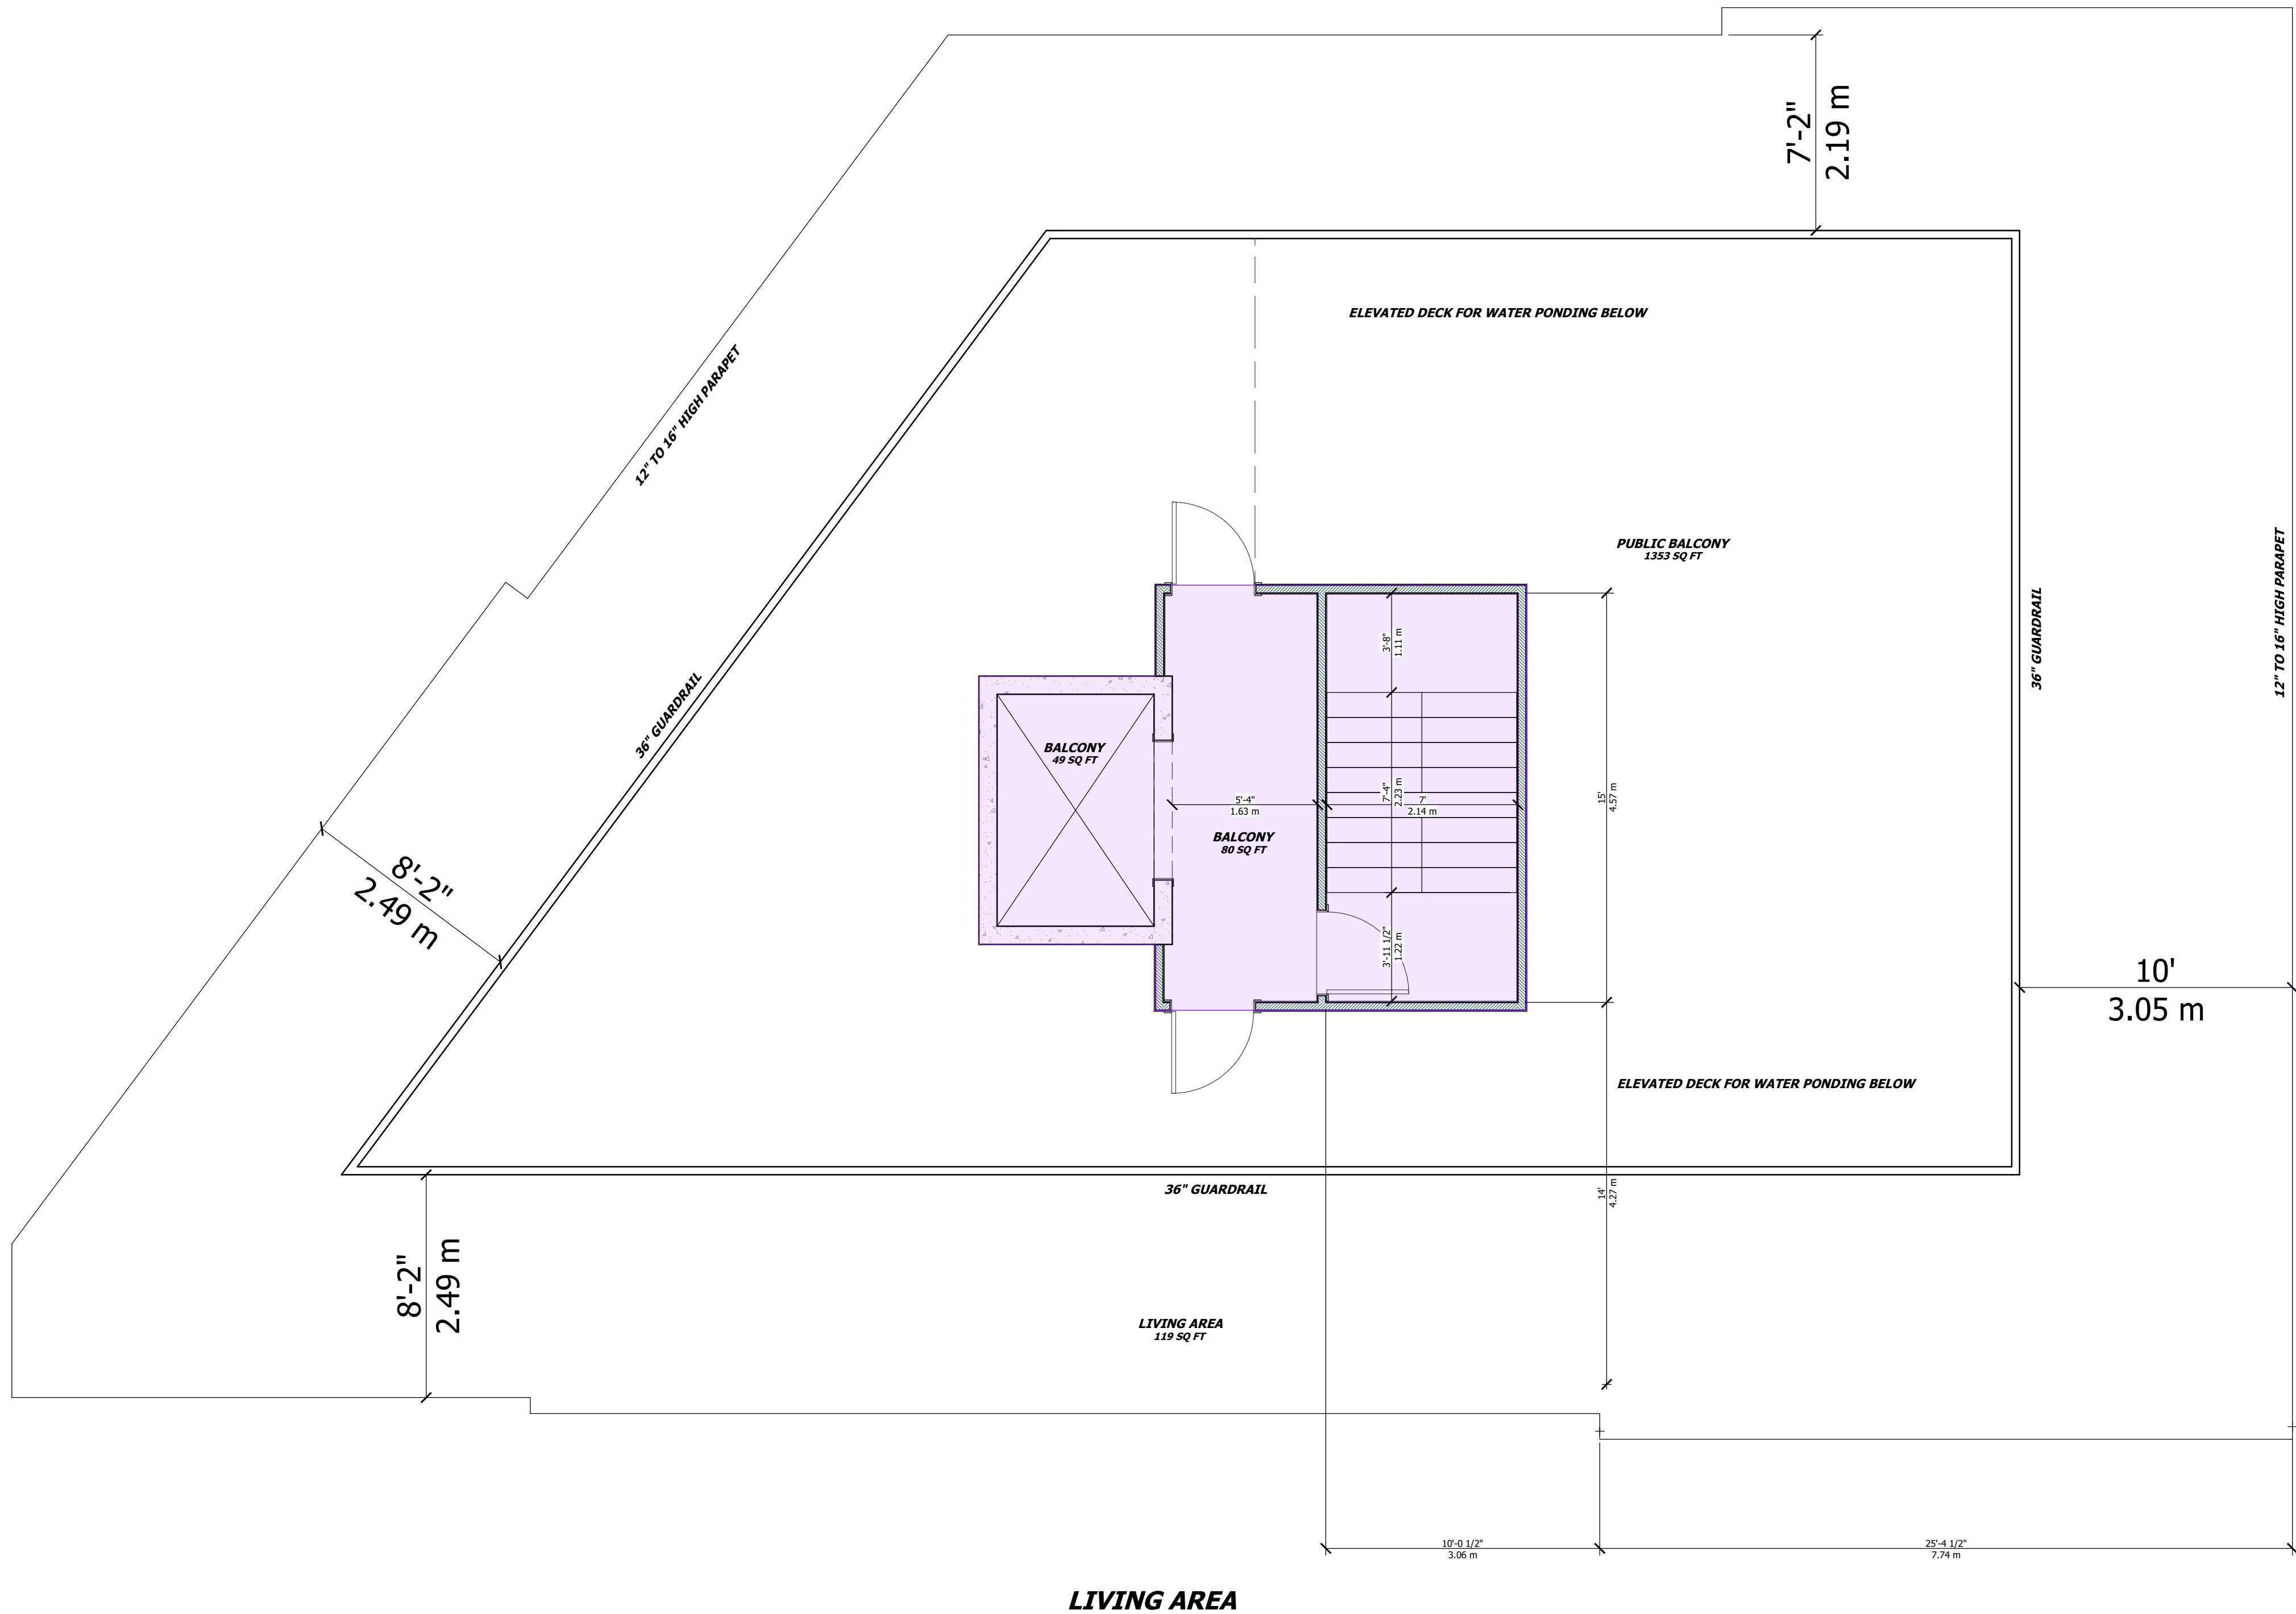 7'-2"
2.19 m
ELEVATED DECK FOR WATER PONDING BELOW
12" TO 16" HIGH PARAPET
PUBLIC BALCONY
1353 SQ FT
12" TO 16" HIGH PARAPET
36" GUARDRAIL
36" GUARDRAIL
3'-8"
1.11 m
BALCONY
49 SQ FT
5'-4"
1.63 m
7'-4"
2.23 m
7'
2.14 m
15'
4.57 m
BALCONY
80 SQ FT
8'-2"
2.49 m
3'-11 1/2"
1.22 m
10'
3.05 m
ELEVATED DECK FOR WATER PONDING BELOW
36" GUARDRAIL
14'
4.27 m
8'-2"
2.49 m
LIVING AREA
119 SQ FT
10'-0 1/2"
3.06 m
25'-4 1/2"
7.74 m
LIVING AREA